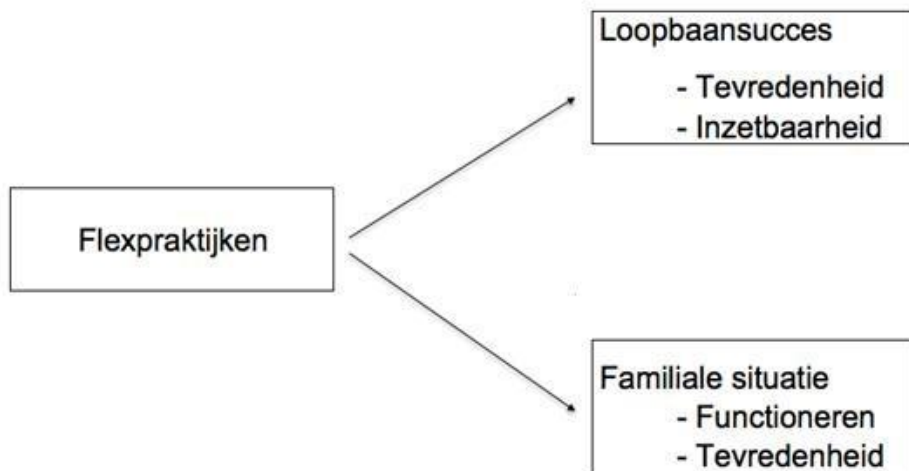 Loopbaansucces
- Tevredenheid
- Inzetbaarheid
Flexpraktijken
Familiale situatie
- Functioneren
- Tevredenheid